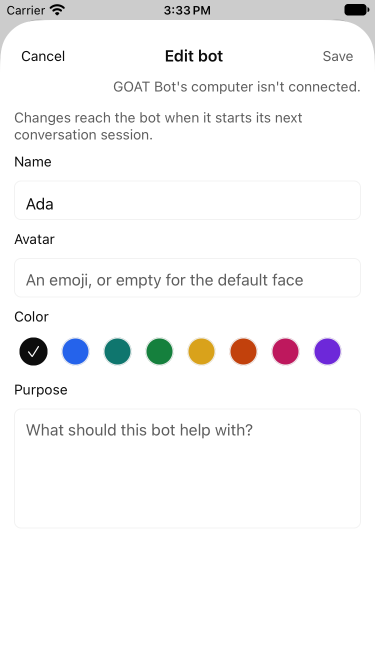 Carrier 3:33 PM
Cancel Edit bot Save
GOAT Bot's computer isn't connected.
Changes reach the bot when it starts its next
conversation session.
Name
Ada
Avatar
An emoji, or empty for the default face
Color
Purpose
What should this bot help with?